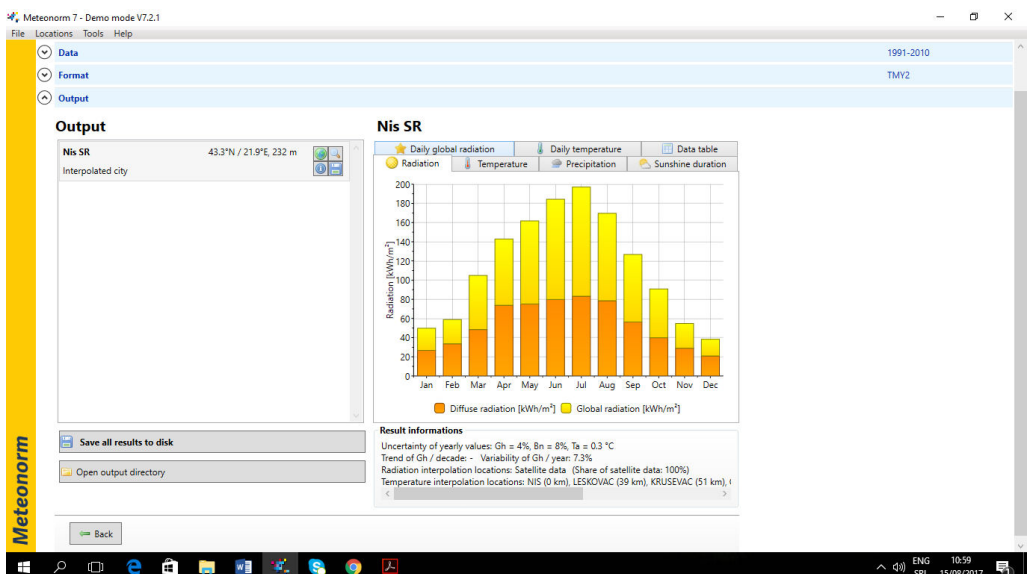 Meteonorm 7 - Demo mode V7.2.1
File Locations Tools Help
Data 1991-2010
Format TMY2
Output
Output
Nis SR 43.3°N / 21.9°E, 232 m
Interpolated city
Save all results to disk
Open output directory
Back
Meteonorm
Nis SR
Daily global radiation Daily temperature Data table
Radiation Temperature Precipitation Sunshine duration
Radiation [kWh/m²]
200
180
160
140
120
100
80
60
40
20
0
Jan Feb Mar Apr May Jun Jul Aug Sep Oct Nov Dec
Diffuse radiation [kWh/m²] Global radiation [kWh/m²]
Result informations
Uncertainty of yearly values: Gh = 4%, Bn = 8%, Ta = 0.3 °C
Trend of Gh / decade: - Variability of Gh / year: 7.3%
Radiation interpolation locations: Satellite data (Share of satellite data: 100%)
Temperature interpolation locations: NIS (0 km), LESKOVAC (39 km), KRUSEVAC (51 km),
ENG 10:59
SRL 15/08/2017